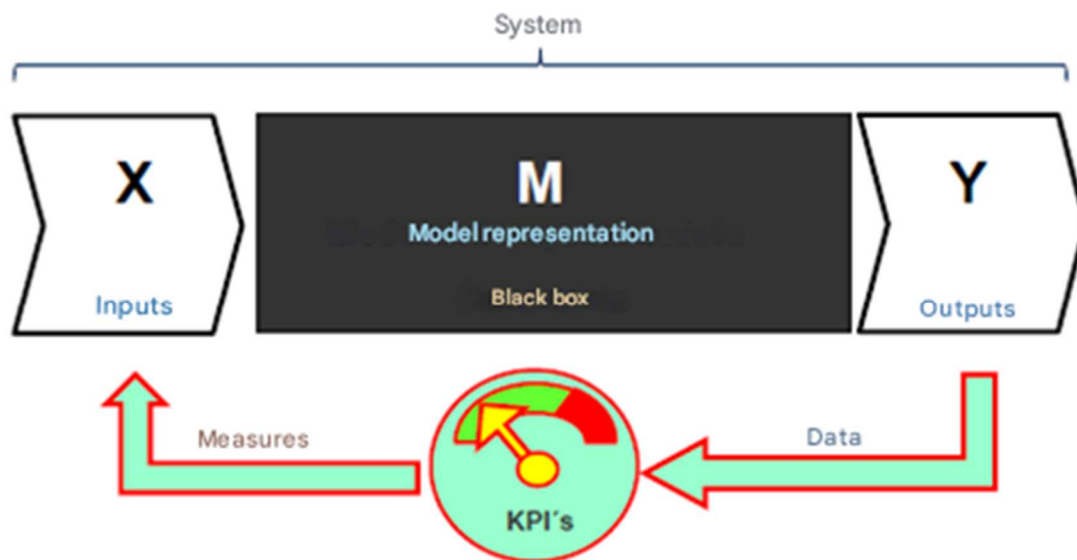 System
X
M
Y
Model representation
Inputs
Black box
Outputs
Measures
Data
KPI´s